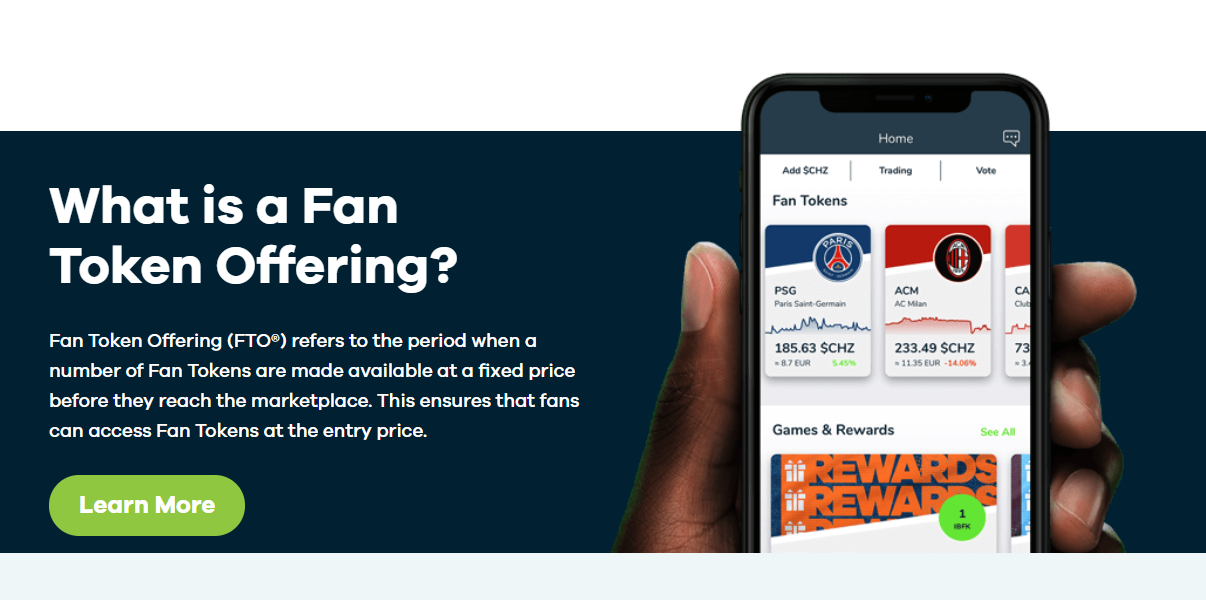 What is a Fan
Token Offering?
Fan Token Offering (FTO®) refers to the period when a
number of Fan Tokens are made available at a fixed price
before they reach the marketplace. This ensures that fans
can access Fan Tokens at the entry price.
Learn More
Home
Add $CHZ Trading Vote
Fan Tokens
PARIS
PSG ACM CA
Paris Saint-Germain AC Milan Club
185.63 $CHZ 233.49 $CHZ 73
≈ 8.7 EUR 5.45% ≈ 11.35 EUR -14.06% ≈ 3.
Games & Rewards See All
REWARDS
REWARDS
1
IBFK